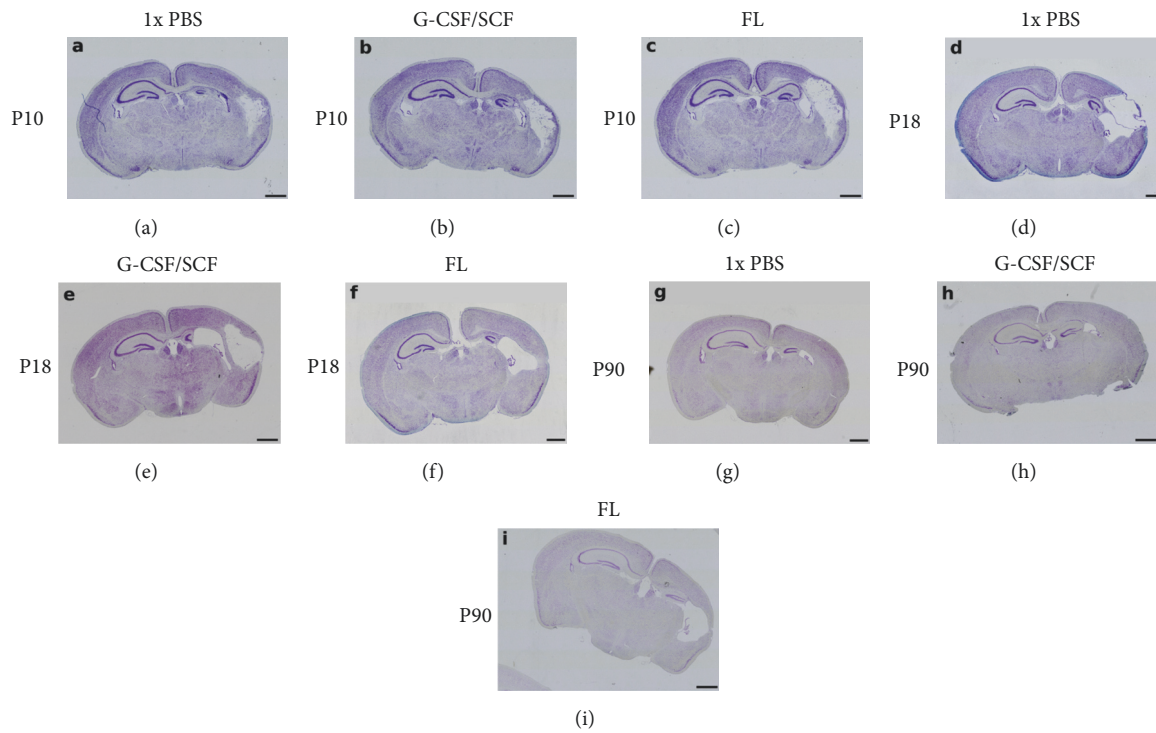 1x PBS
G-CSF/SCF
FL
1x PBS
P10
a
P10
b
P10
c
P18
d
(a)
(b)
(c)
(d)
G-CSF/SCF
FL
1x PBS
G-CSF/SCF
P18
e
P18
f
P90
g
P90
h
(e)
(f)
(g)
(h)
FL
P90
i
(i)